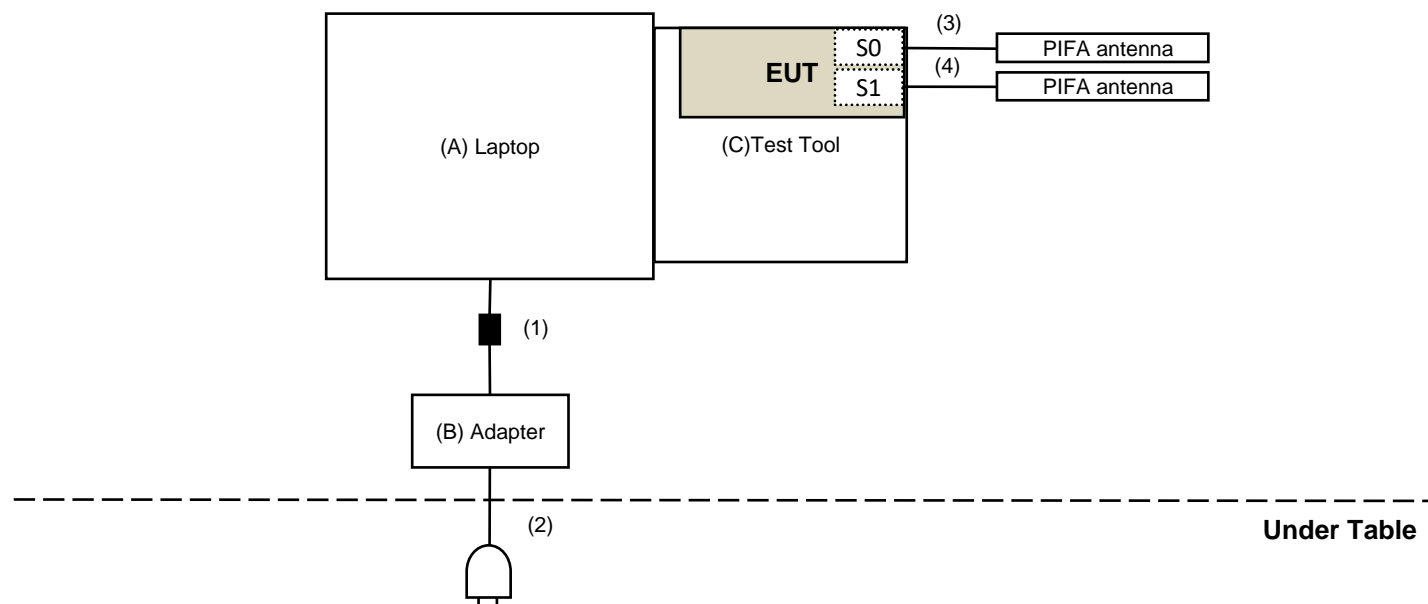 (3)
S0
PIFA antenna
EUT
(4)
S1
PIFA antenna
(A) Laptop
(C)Test Tool
(1)
(B) Adapter
(2)
Under Table